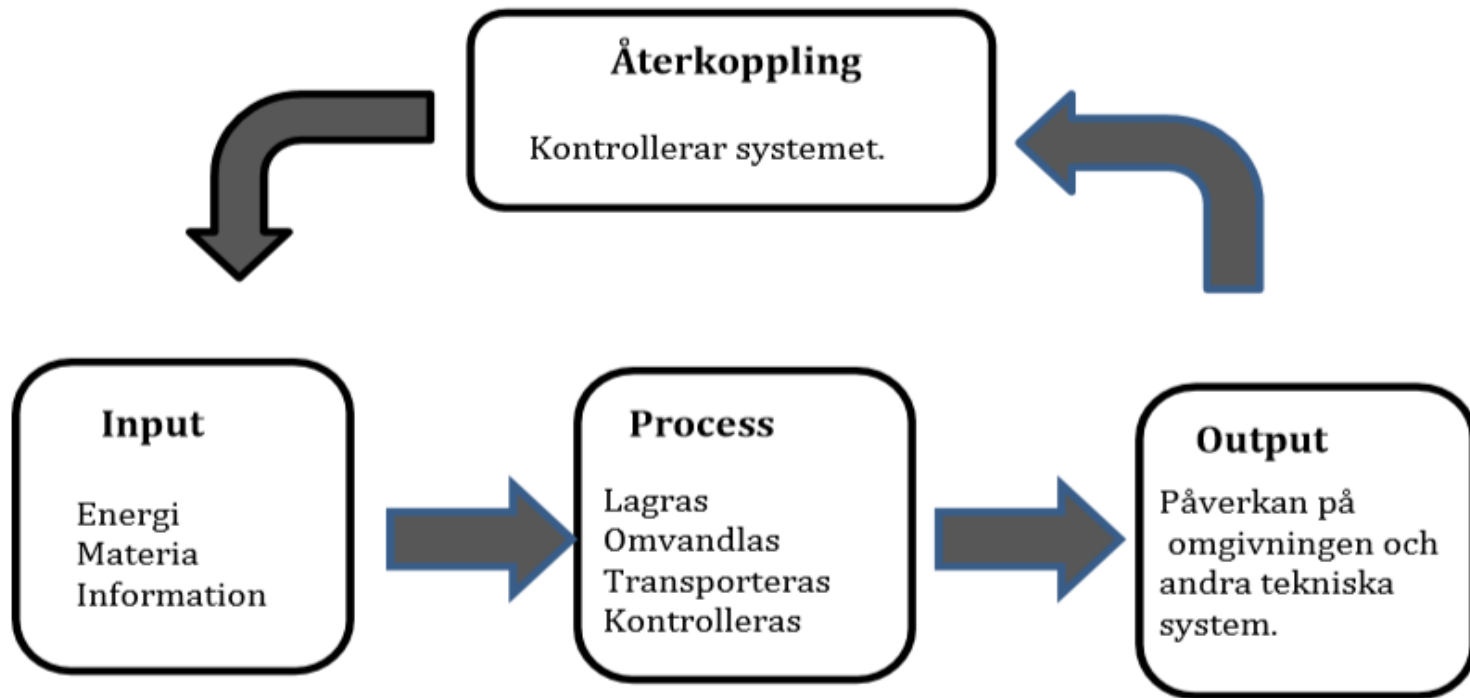 Återkoppling
Kontrollerar systemet.
Input
Energi
Materia
Information
Process
Lagras
Omvandlas
Transporteras
Kontrolleras
Output
Påverkan på
omgivningen och
andra tekniska
system.